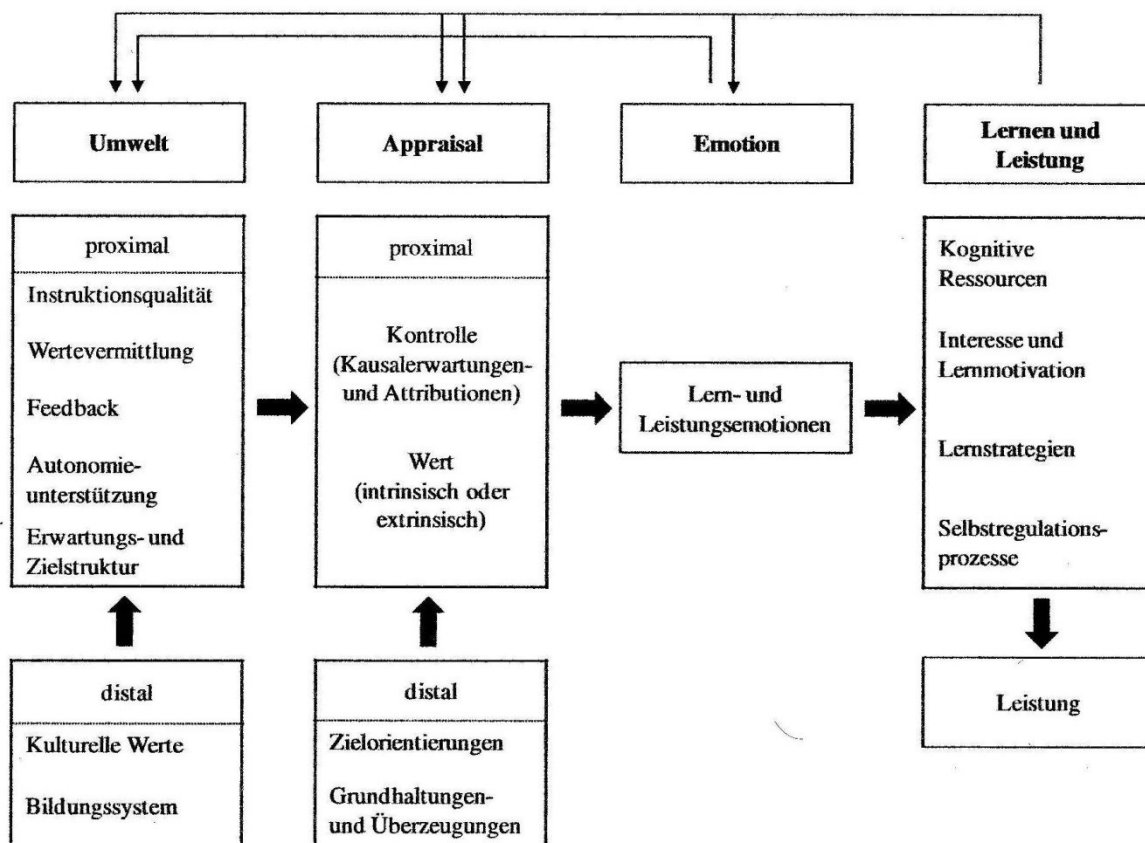 Umwelt
Appraisal
Emotion
Lernen und
Leistung
proximal
Instruktionsqualität
Wertevermittlung
Feedback
Autonomie-
unterstützung
Erwartungs- und
Zielstruktur
proximal
Kontrolle
(Kausalerwartungen-
und Attributionen)
Wert
(intrinsisch oder
extrinsisch)
Lern- und
Leistungsemotionen
Kognitive
Ressourcen
Interesse und
Lernmotivation
Lernstrategien
Selbstregulations-
prozesse
distal
Kulturelle Werte
Bildungssystem
distal
Zielorientierungen
Grundhaltungen-
und Überzeugungen
Leistung